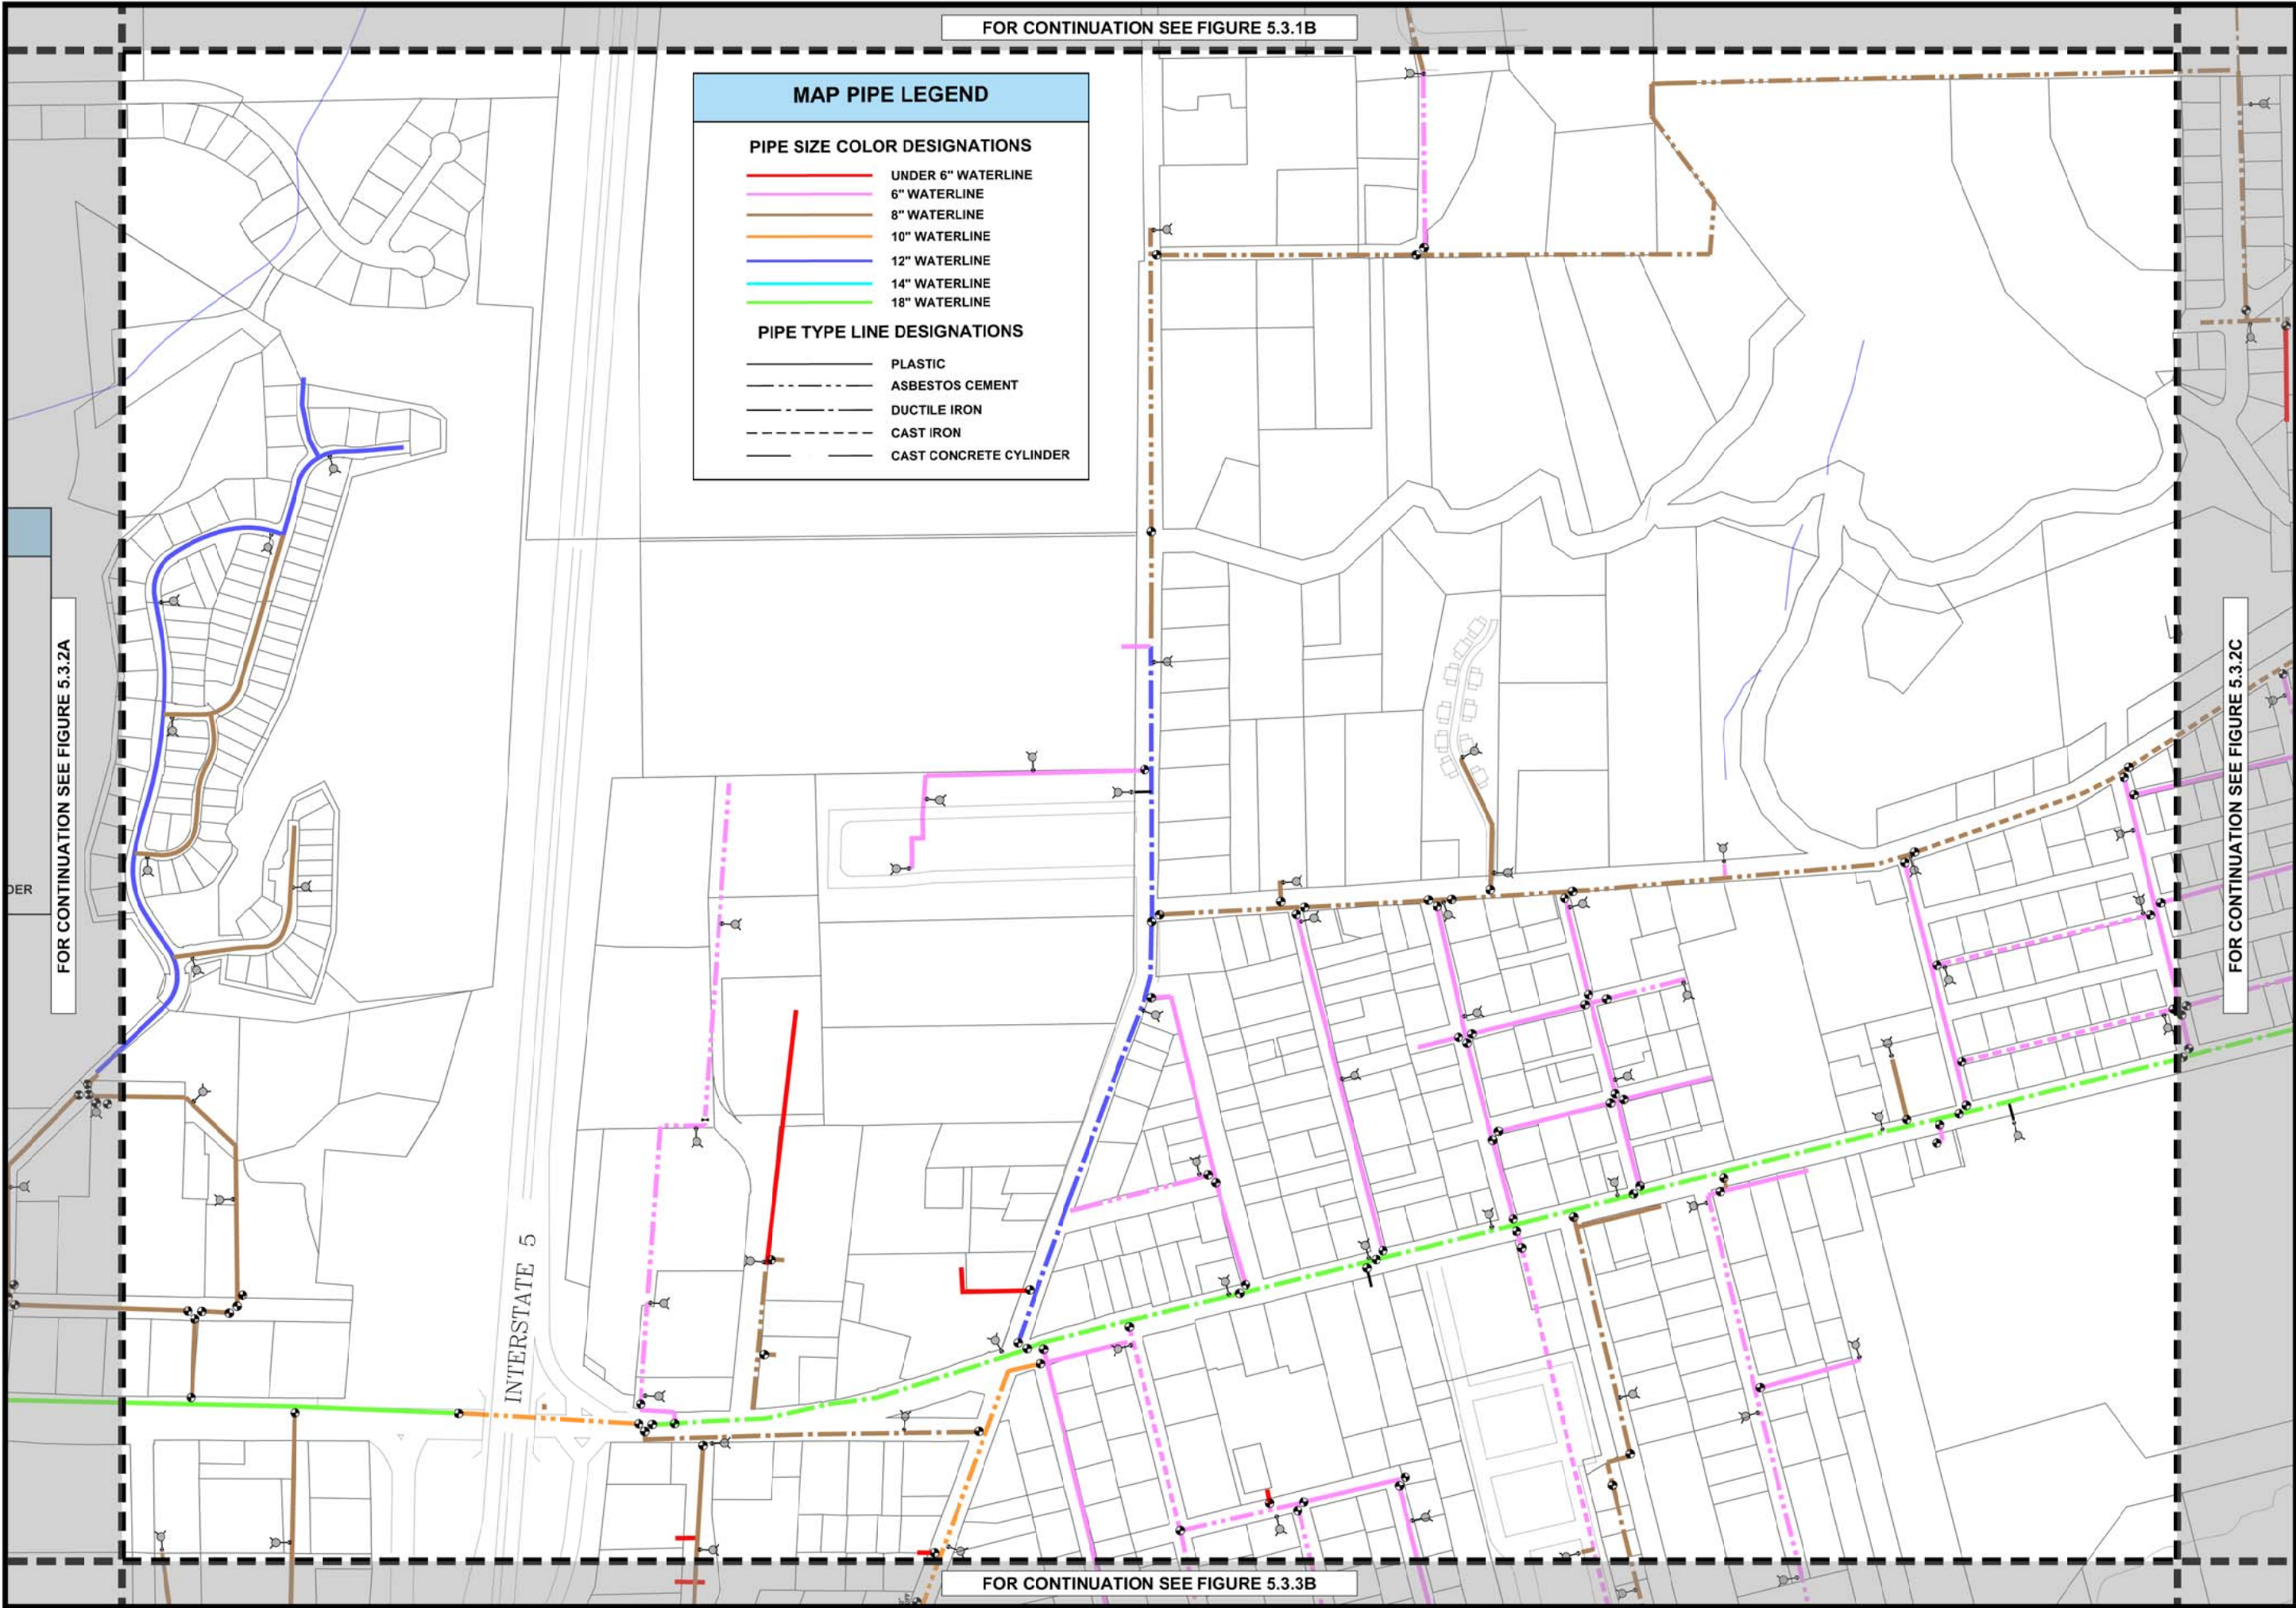 FOR CONTINUATION SEE FIGURE 5.3.1B
MAP PIPE LEGEND
PIPE SIZE COLOR DESIGNATIONS
UNDER 6" WATERLINE
6" WATERLINE
8" WATERLINE
10" WATERLINE
12" WATERLINE
14" WATERLINE
18" WATERLINE
PIPE TYPE LINE DESIGNATIONS
PLASTIC
ASBESTOS CEMENT
DUCTILE IRON
CAST IRON
CAST CONCRETE CYLINDER
FOR CONTINUATION SEE FIGURE 5.3.2A
DER
FOR CONTINUATION SEE FIGURE 5.3.2C
INTERSTATE 5
FOR CONTINUATION SEE FIGURE 5.3.3B